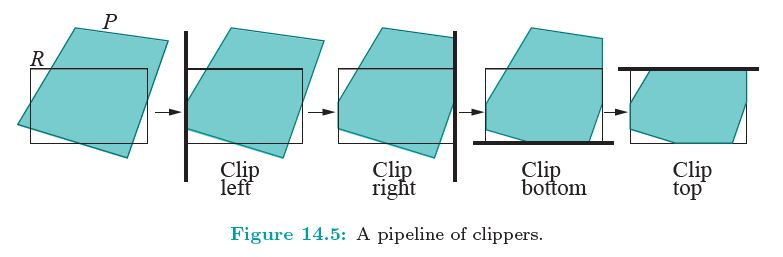 P
R
Clip
left
Clip
right
Clip
bottom
Clip
top
Figure 14.5: A pipeline of clippers.